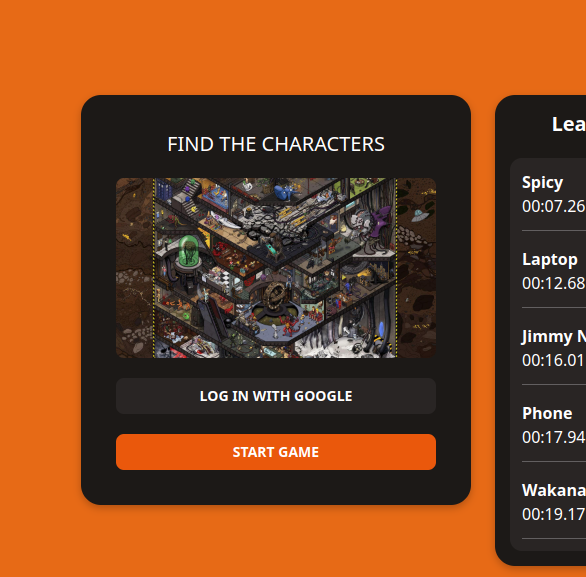 FIND THE CHARACTERS
LOG IN WITH GOOGLE
START GAME
Lea
Spicy
00:07.26
Laptop
00:12.68
Jimmy N
00:16.01
Phone
00:17.94
Wakana
00:19.17